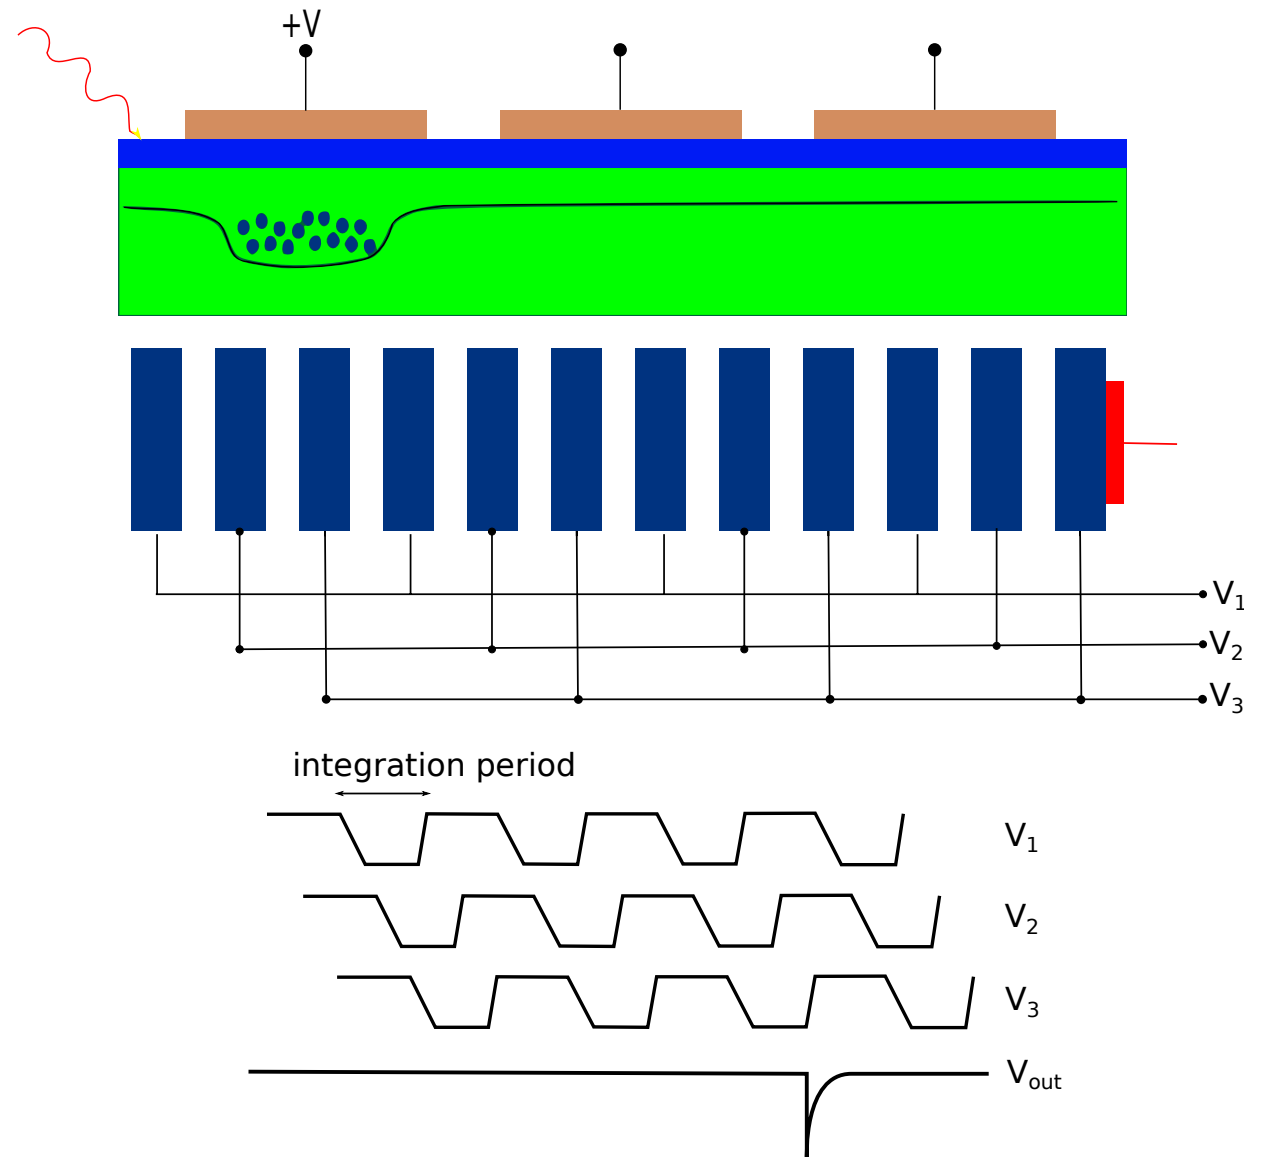 +V
V₁
V₂
V₃
integration period
V₁
V₂
V₃
Vout